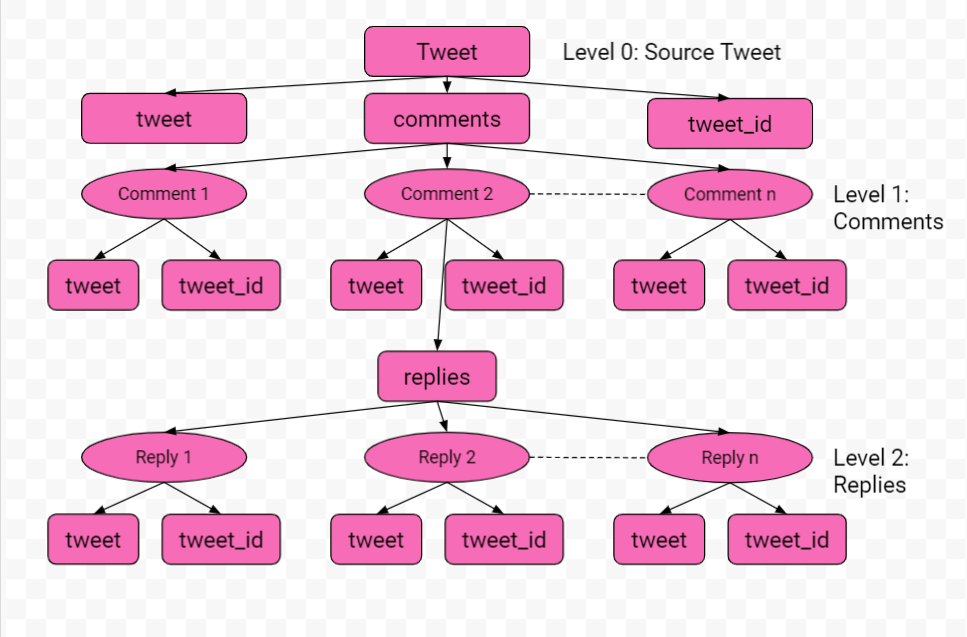 Tweet
Level 0: Source Tweet
tweet
comments
tweet_id
Comment 1
Comment 2
Comment n
Level 1:
Comments
tweet
tweet_id
tweet
tweet_id
tweet
tweet_id
replies
Reply 1
Reply 2
Reply n
Level 2:
Replies
tweet
tweet_id
tweet
tweet_id
tweet
tweet_id